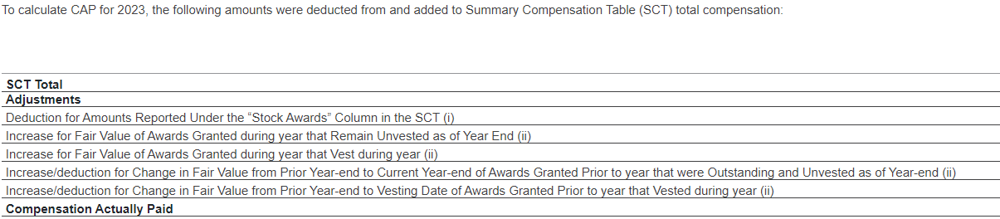 To calculate CAP for 2023, the following amounts were deducted from and added to Summary Compensation Table (SCT) total compensation:
SCT Total
Adjustments
Deduction for Amounts Reported Under the “Stock Awards” Column in the SCT (i)
Increase for Fair Value of Awards Granted during year that Remain Unvested as of Year End (ii)
Increase for Fair Value of Awards Granted during year that Vest during year (ii)
Increase/deduction for Change in Fair Value from Prior Year-end to Current Year-end of Awards Granted Prior to year that were Outstanding and Unvested as of Year-end (ii)
Increase/deduction for Change in Fair Value from Prior Year-end to Vesting Date of Awards Granted Prior to year that Vested during year (ii)
Compensation Actually Paid